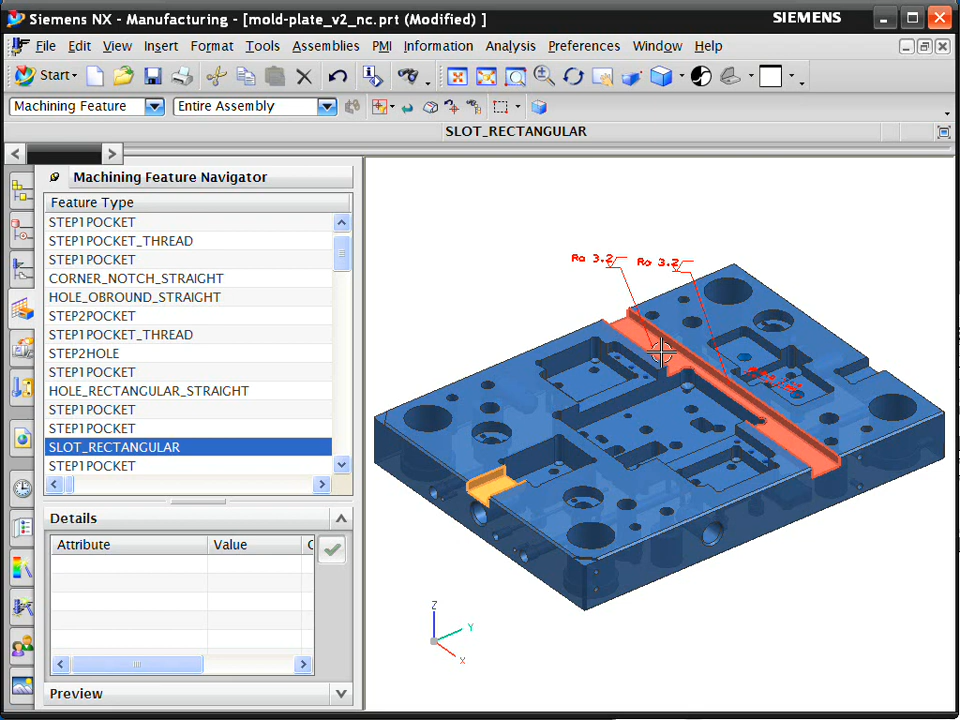 Siemens NX - Manufacturing - [mold-plate_v2_nc.prt (Modified) ]
SIEMENS
File Edit View Insert Format Tools Assemblies PMI Information Analysis Preferences Window Help
Start
Machining Feature Entire Assembly
SLOT_RECTANGULAR
Machining Feature Navigator
Feature Type
STEP1POCKET
STEP1POCKET_THREAD
STEP1POCKET
CORNER_NOTCH_STRAIGHT
HOLE_OBROUND_STRAIGHT
STEP2POCKET
STEP1POCKET_THREAD
STEP2HOLE
STEP1POCKET
HOLE_RECTANGULAR_STRAIGHT
STEP1POCKET
STEP1POCKET
SLOT_RECTANGULAR
STEP1POCKET
Details
Attribute Value C
Preview
Ra 3.2 Ra 3.2
Z
Y
X